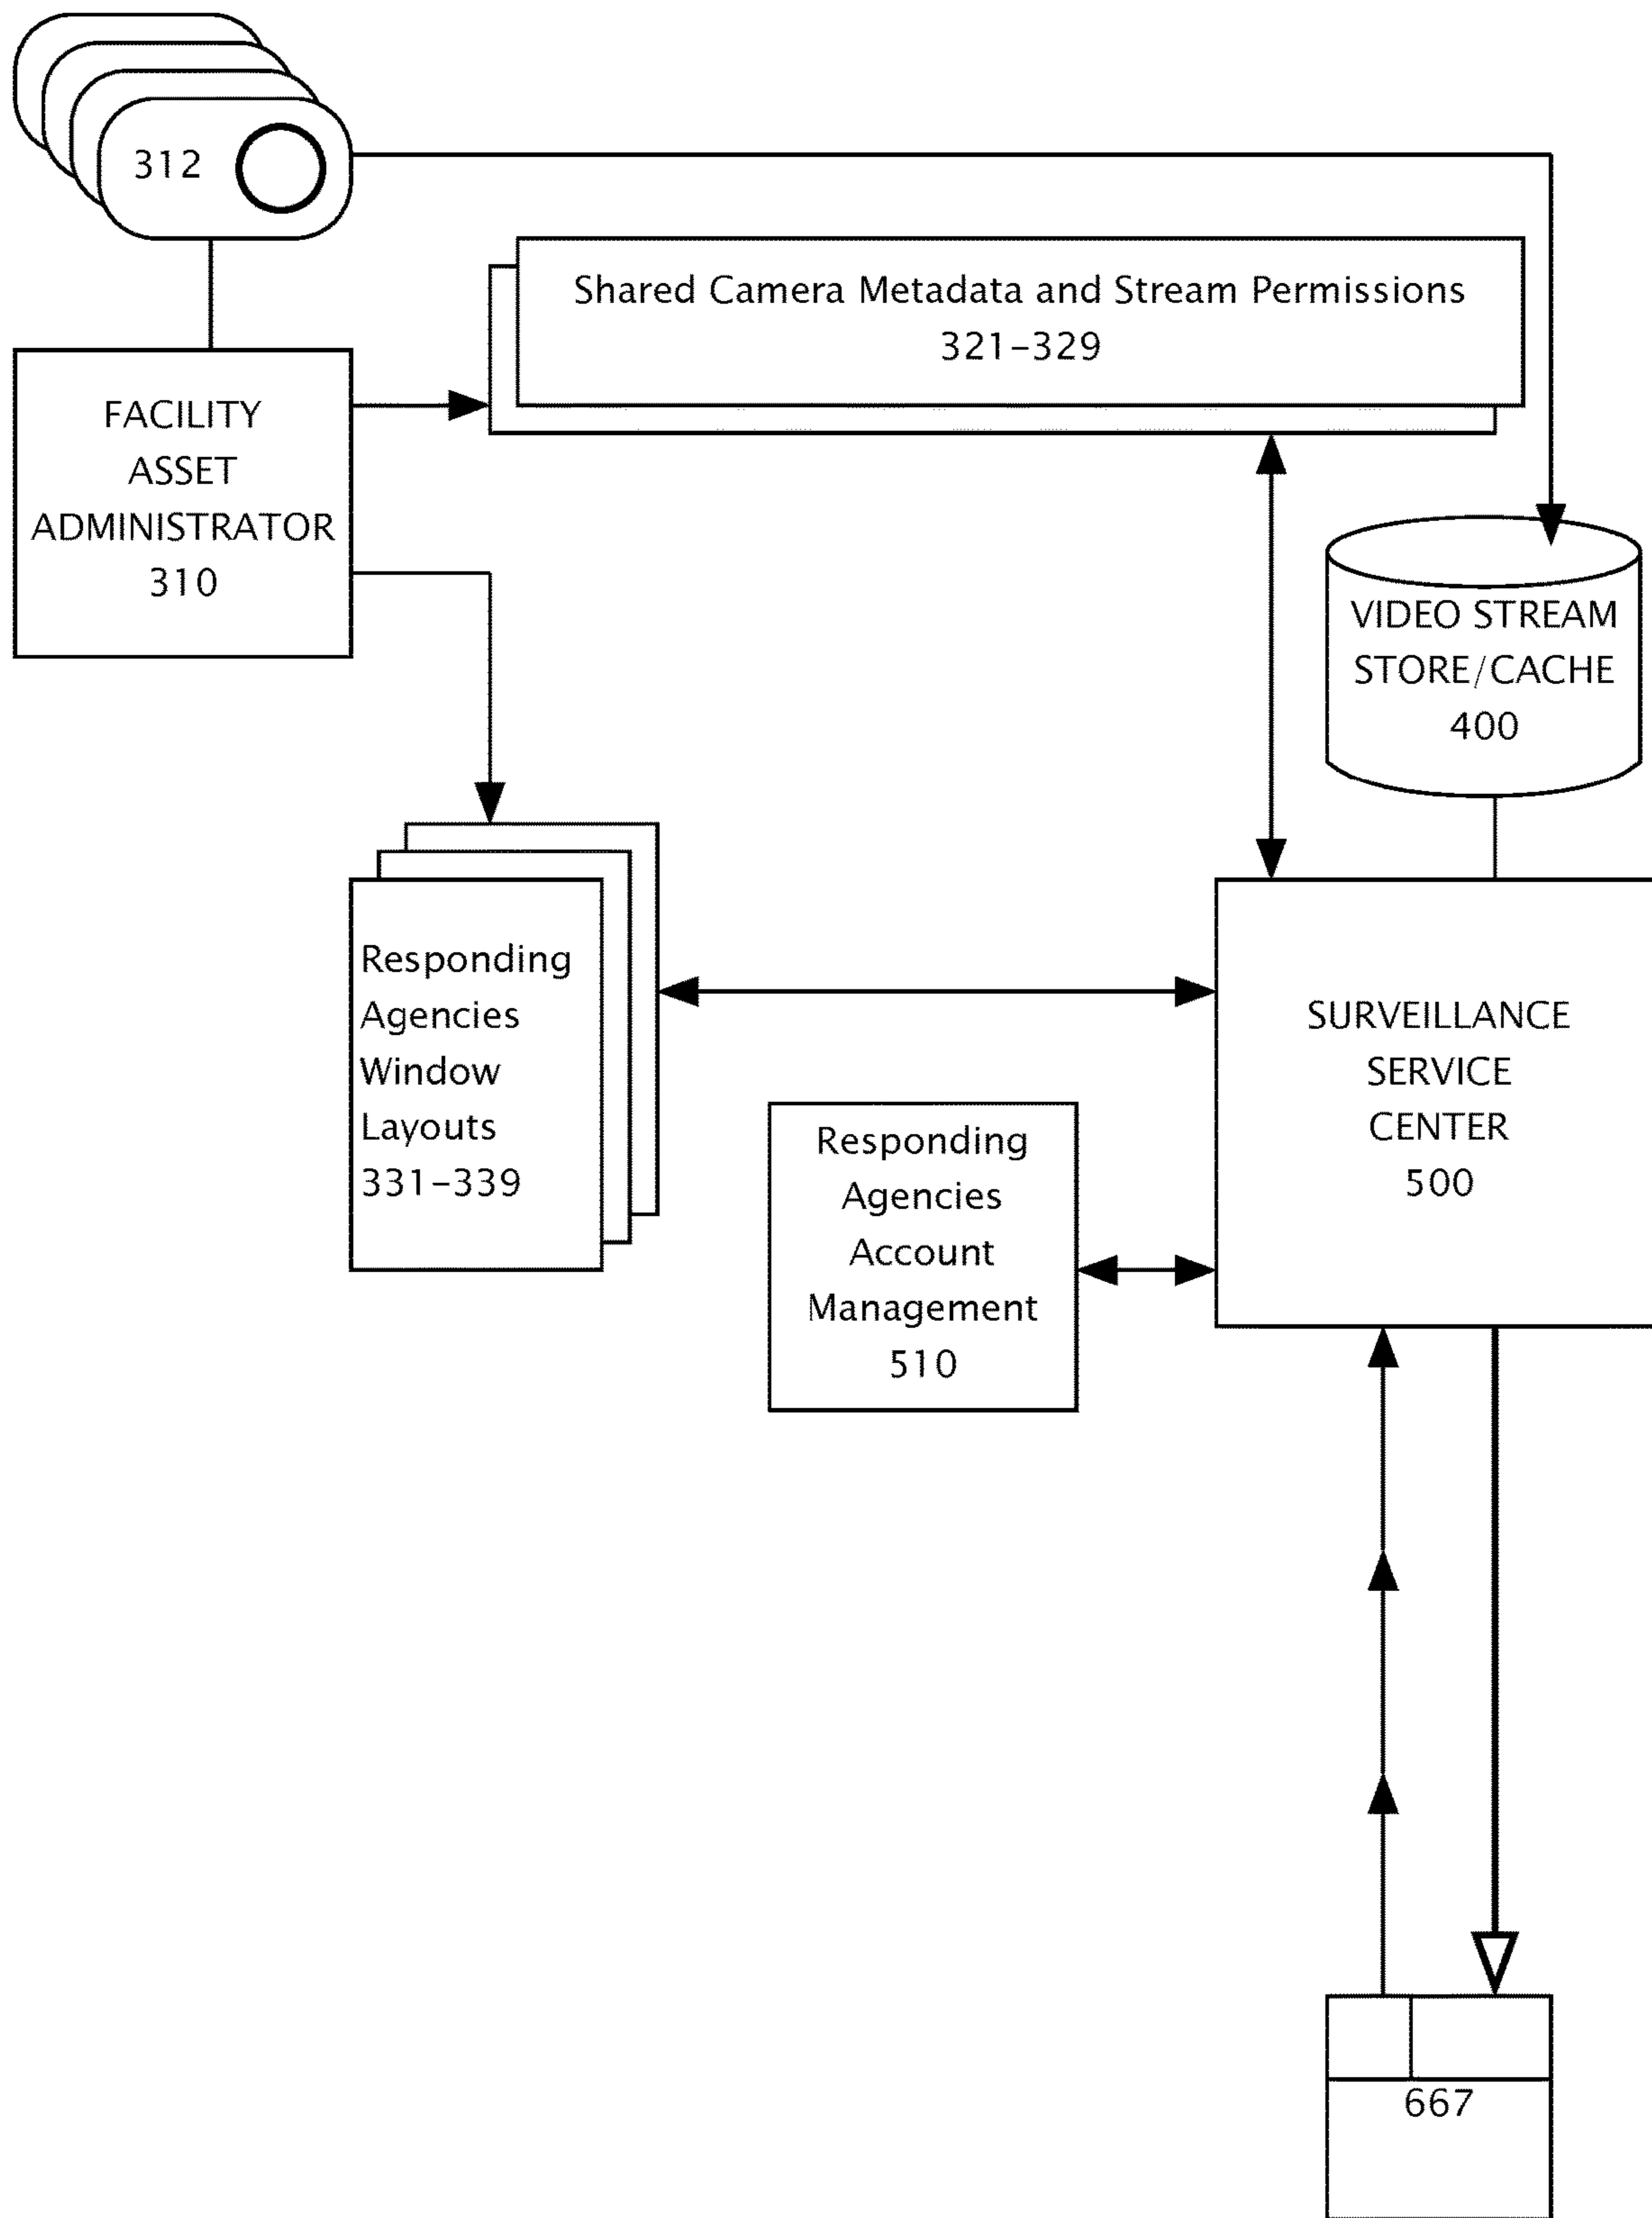 312
Shared Camera Metadata and Stream Permissions
321-329
FACILITY
ASSET
ADMINISTRATOR
310
VIDEO STREAM
STORE/CACHE
400
Responding
Agencies
Window
Layouts
331-339
SURVEILLANCE
SERVICE
CENTER
500
Responding
Agencies
Account
Management
510
667